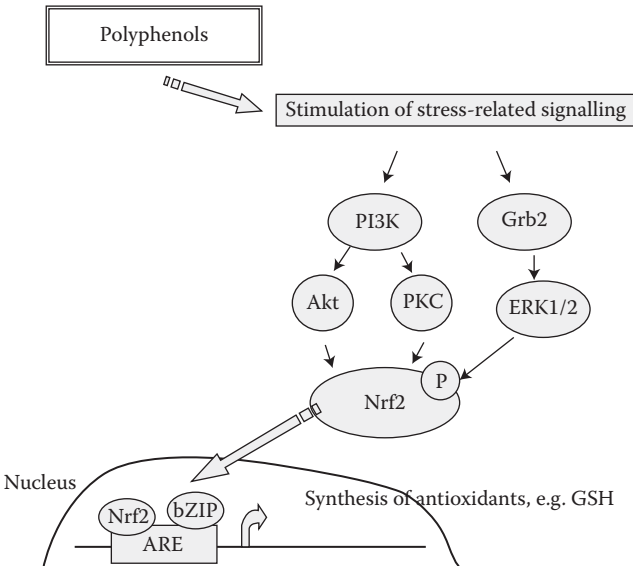 Polyphenols
Stimulation of stress-related signalling
PI3K
Grb2
Akt
PKC
ERK1/2
P
Nrf2
Nucleus
Synthesis of antioxidants, e.g. GSH
Nrf2
bZIP
ARE